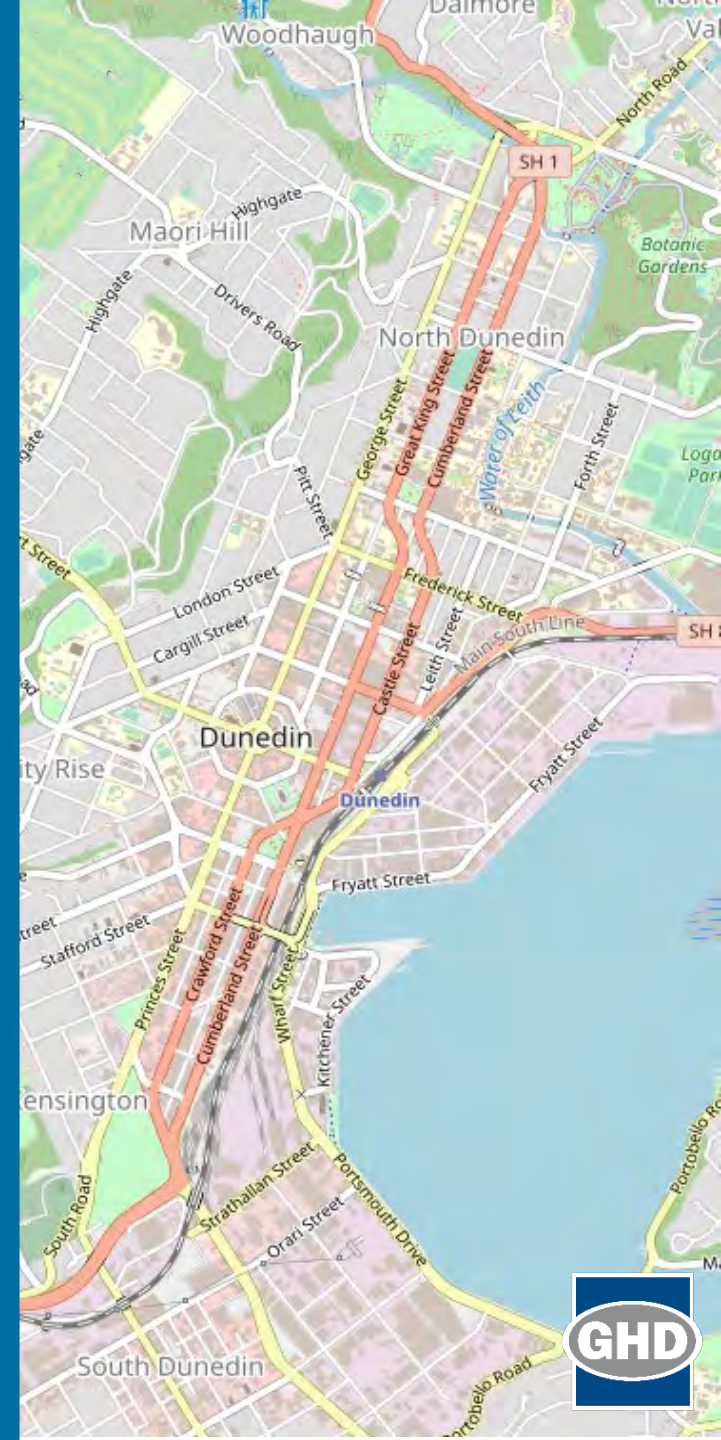 Dalmore
Woodhaugh
North Road
SH 1
Highgate
Maori Hill
Botanic
Gardens
Highgate
Drivers Road
North Dunedin
Great King Street
Cumberland Street
George Street
Water of Leith
Forth Street
Pitt Street
London Street
Frederick Street
Cargill Street
Leith Street
Main South Line
Castle Street
Dunedin
Fryatt Street
Dunedin
Fryatt Street
Stafford Street
Crawford Street
Princes Street
Cumberland Street
Wharf Street
Kitchener Street
Portobello Ro
South Road
Strathallan Street
Portsmouth Drive
Orari Street
South Dunedin
GHD
ortobello Road